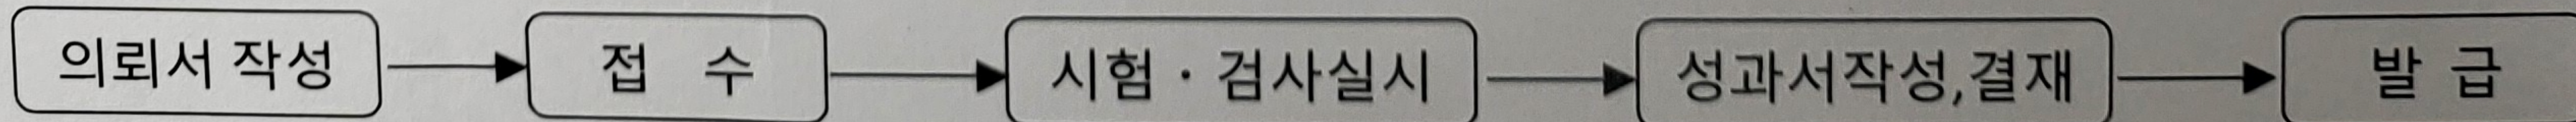 의뢰서 작성 접 수 시험 · 검사실시 성과서작성,결재 발 급